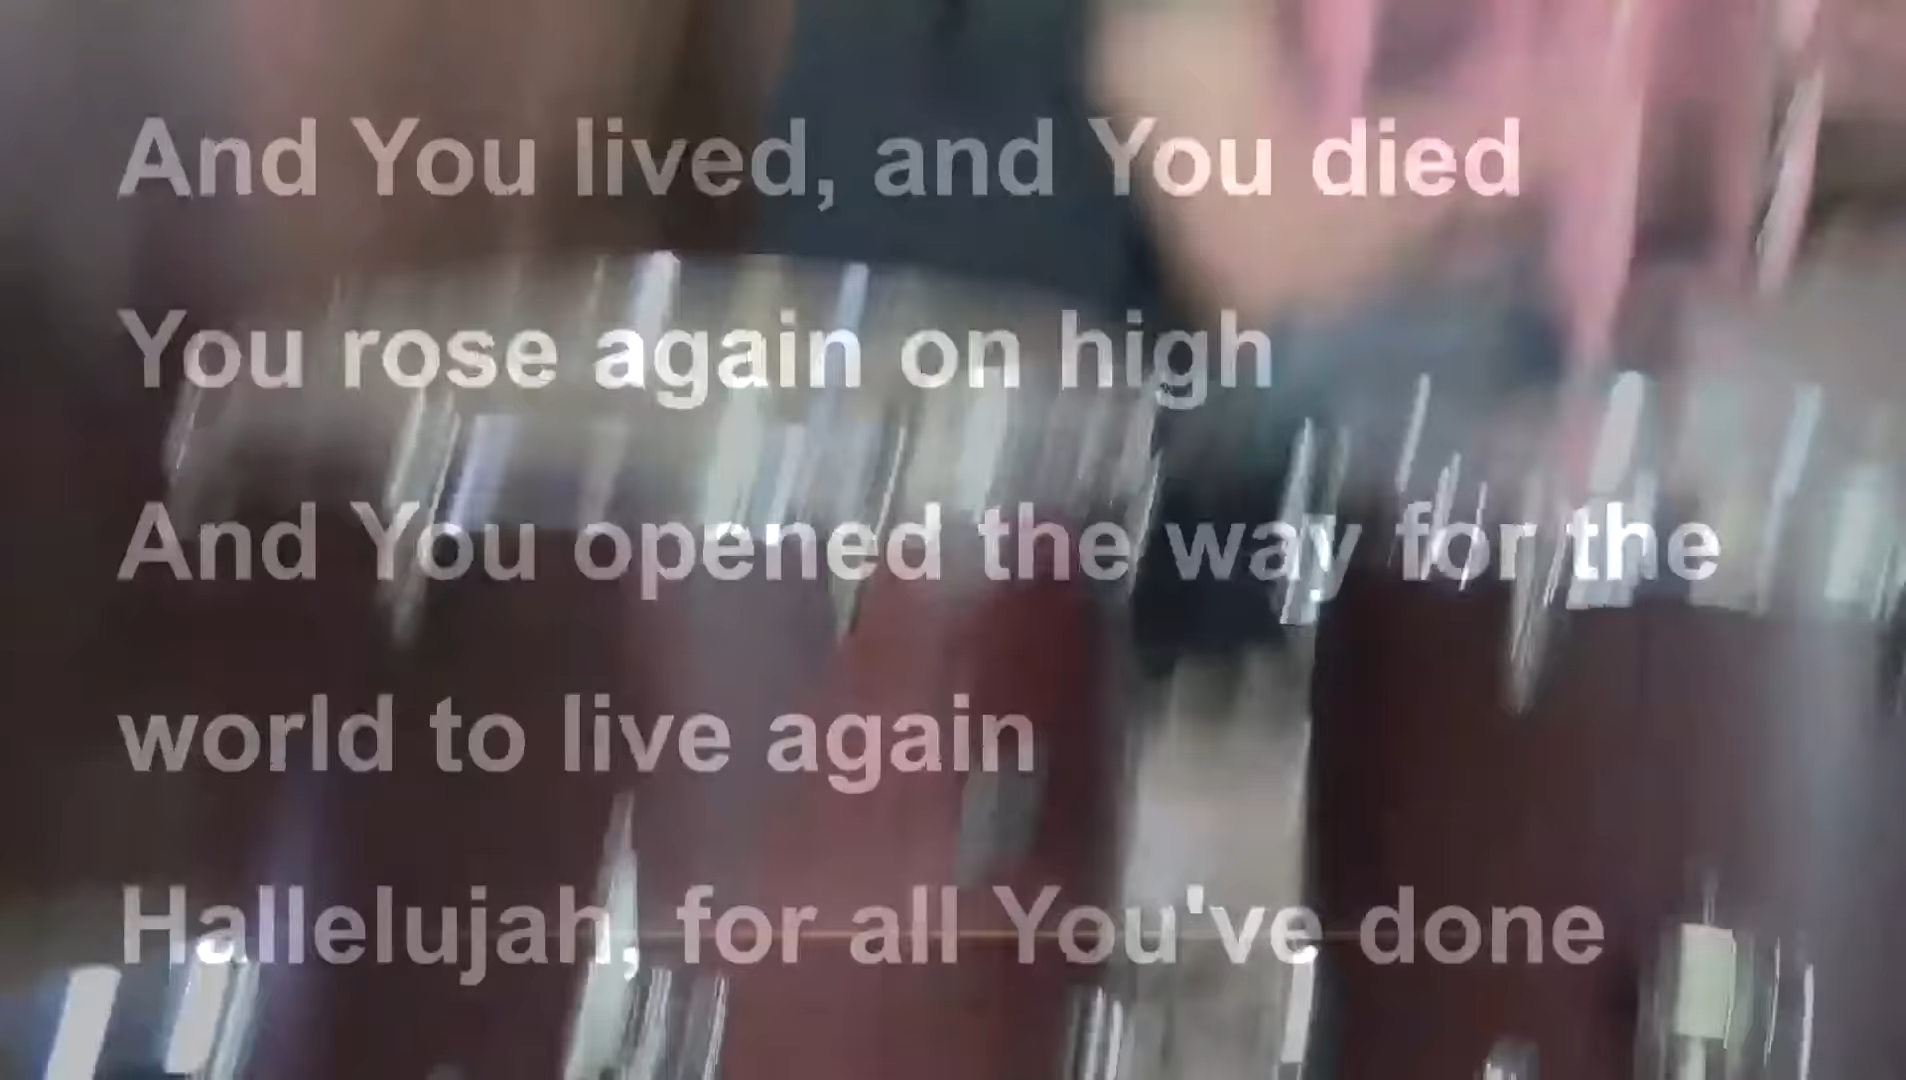 And You lived, and You died
You rose again on high
And You opened the way for the
world to live again
Hallelujah, for all You've done